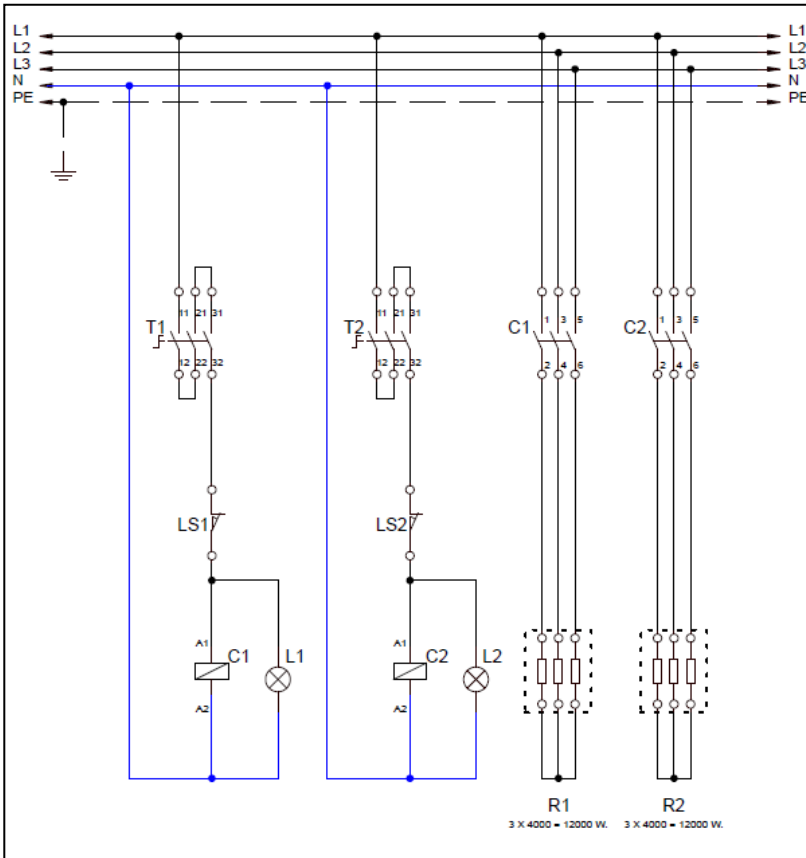 L1 L1
L2 L2
L3 L3
N N
PE PE
11 21 31 11 21 31 1 3 5 1 3 5
T1 T2 C1 C2
12 22 32 12 22 32 2 4 6 2 4 6
LS1 LS2
A1 A1
C1 L1 C2 L2
A2 A2
R1 R2
3 X 4000 = 12000 W. 3 X 4000 = 12000 W.